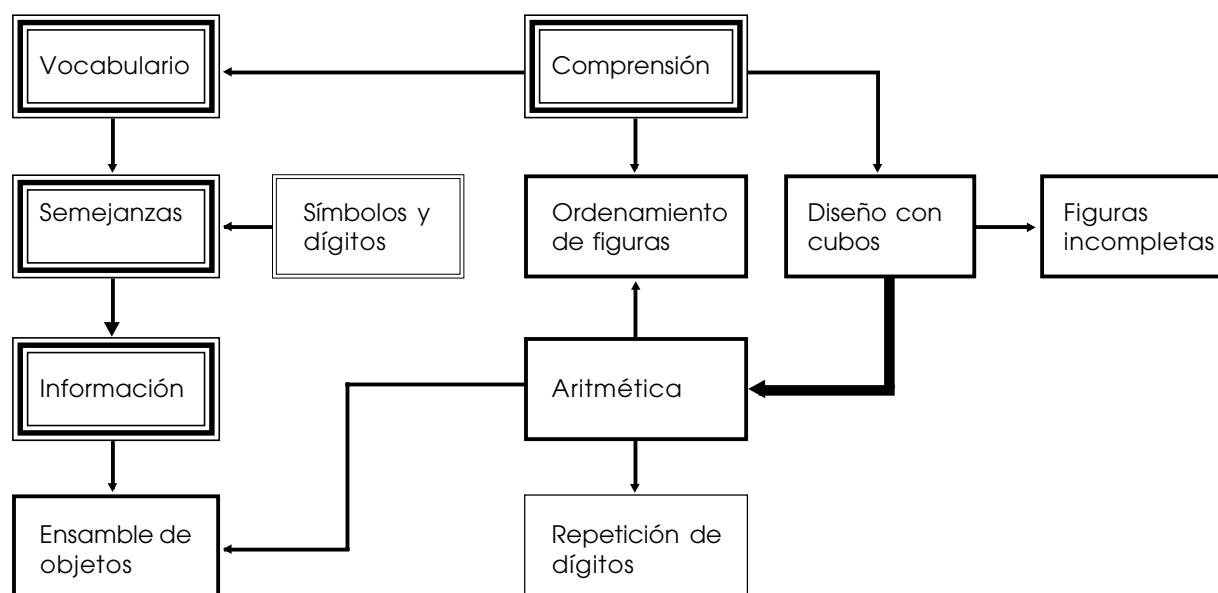 Vocabulario
Comprensión
Semejanzas
Símbolos y
dígitos
Ordenamiento
de figuras
Diseño con
cubos
Figuras
incompletas
Información
Aritmética
Ensamble de
objetos
Repetición de
dígitos